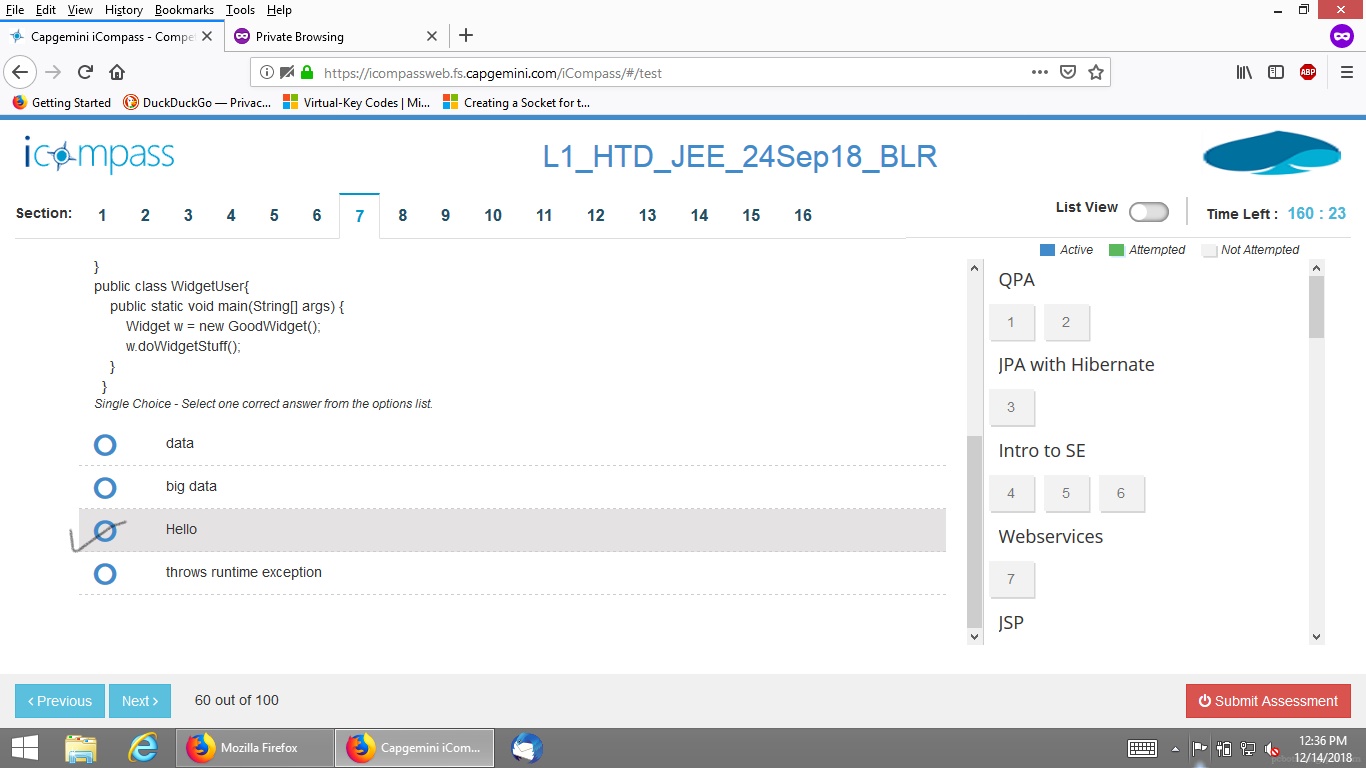 File Edit View History Bookmarks Tools Help
Capgemini iCompass - Compe
Private Browsing
https://icompassweb.fs.capgemini.com/iCompass/#/test
ABP
Getting Started
DuckDuckGo — Privac...
Virtual-Key Codes | Mi...
Creating a Socket for t...
icompass
L1_HTD_JEE_24Sep18_BLR
Section: 1 2 3 4 5 6 7 8 9 10 11 12 13 14 15 16
List View
Time Left : 160 : 23
Active Attempted Not Attempted
}
public class WidgetUser{
public static void main(String[] args) {
Widget w = new GoodWidget();
w.doWidgetStuff();
}
}
Single Choice - Select one correct answer from the options list.
data
big data
Hello
throws runtime exception
QPA
1 2
JPA with Hibernate
3
Intro to SE
4 5 6
Webservices
7
JSP
‹ Previous
Next ›
60 out of 100
Submit Assessment
Mozilla Firefox
Capgemini iCom...
12:36 PM
12/14/2018